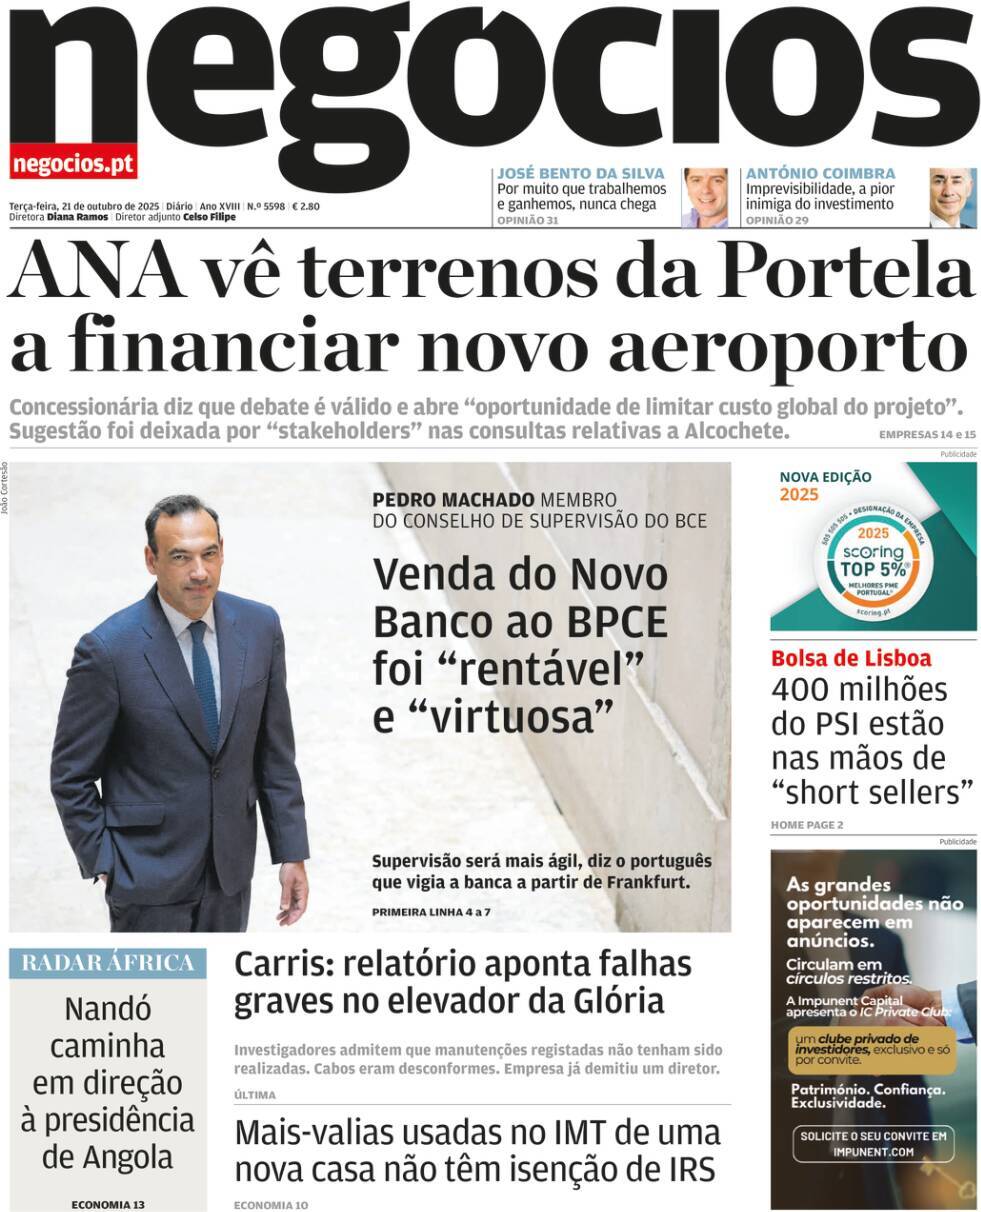 negócios
negocios.pt
Terça-feira, 21 de outubro de 2025 | Diário | Ano XVIII | N.º 5598 | € 2.80
Diretora Diana Ramos | Diretor adjunto Celso Filipe
JOSÉ BENTO DA SILVA
Por muito que trabalhemos
e ganhemos, nunca chega
OPINIÃO 31
ANTÓNIO COIMBRA
Imprevisibilidade, a pior
inimiga do investimento
OPINIÃO 29
ANA vê terrenos da Portela
a financiar novo aeroporto
Concessionária diz que debate é válido e abre “oportunidade de limitar custo global do projeto”.
Sugestão foi deixada por “stakeholders” nas consultas relativas a Alcochete.
EMPRESAS 14 e 15
João Cortesão
PEDRO MACHADO MEMBRO
DO CONSELHO DE SUPERVISÃO DO BCE
Venda do Novo
Banco ao BPCE
foi “rentável”
e “virtuosa”
Supervisão será mais ágil, diz o português
que vigia a banca a partir de Frankfurt.
PRIMEIRA LINHA 4 a 7
Publicidade
NOVA EDIÇÃO
2025
SOS SOS SOS • DESIGNAÇÃO DA EMPRESA
2025
scoring
TOP 5%®
MELHORES PME
PORTUGAL®
scoring.pt
Bolsa de Lisboa
400 milhões
do PSI estão
nas mãos de
“short sellers”
HOME PAGE 2
Publicidade
As grandes
oportunidades não
aparecem em
anúncios.
Circulam em
círculos restritos.
A Impunent Capital
apresenta o IC Private Club:
um clube privado de
investidores, exclusivo e só
por convite.
Património. Confiança.
Exclusividade.
SOLICITE O SEU CONVITE EM
IMPUNENT.COM
RADAR ÁFRICA
Nandó
caminha
em direção
à presidência
de Angola
ECONOMIA 13
Carris: relatório aponta falhas
graves no elevador da Glória
Investigadores admitem que manutenções registadas não tenham sido
realizadas. Cabos eram desconformes. Empresa já demitiu um diretor.
ÚLTIMA
Mais-valias usadas no IMT de uma
nova casa não têm isenção de IRS
ECONOMIA 10